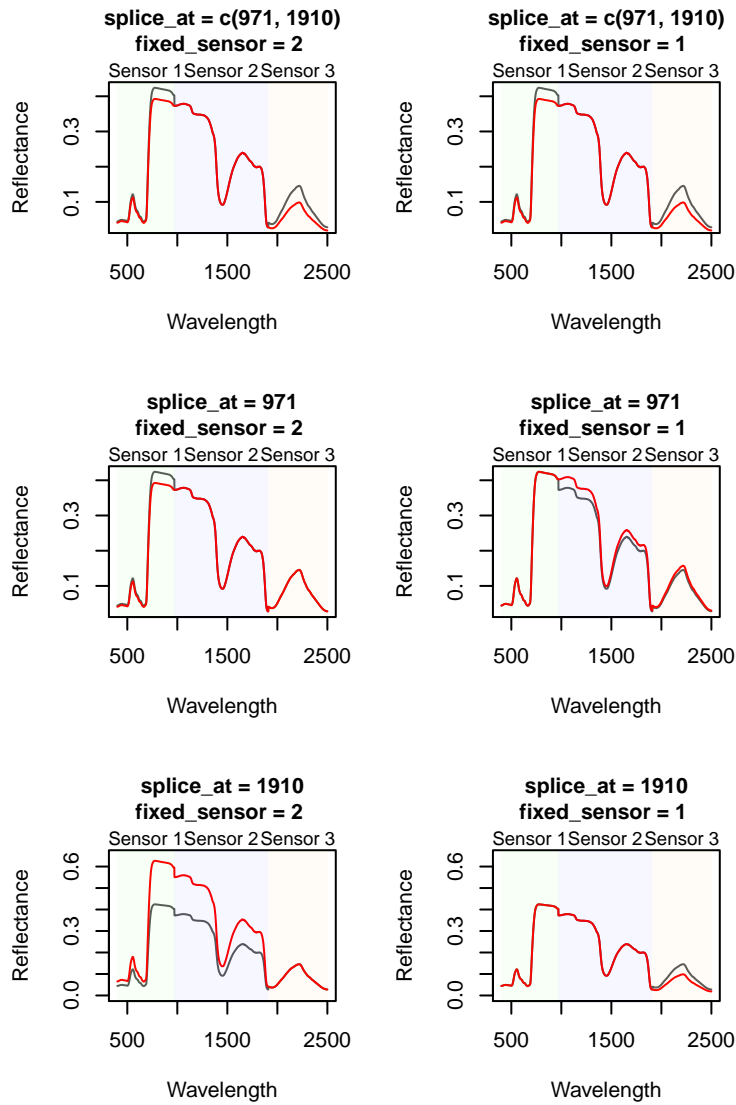 splice_at = c(971, 1910)
fixed_sensor = 2
Sensor 1 Sensor 2 Sensor 3
Reflectance
0.3
0.1
500 1500 2500
Wavelength
splice_at = c(971, 1910)
fixed_sensor = 1
Sensor 1 Sensor 2 Sensor 3
Reflectance
0.3
0.1
500 1500 2500
Wavelength
splice_at = 971
fixed_sensor = 2
Sensor 1 Sensor 2 Sensor 3
Reflectance
0.3
0.1
500 1500 2500
Wavelength
splice_at = 971
fixed_sensor = 1
Sensor 1 Sensor 2 Sensor 3
Reflectance
0.3
0.1
500 1500 2500
Wavelength
splice_at = 1910
fixed_sensor = 2
Sensor 1 Sensor 2 Sensor 3
Reflectance
0.6
0.3
0.0
500 1500 2500
Wavelength
splice_at = 1910
fixed_sensor = 1
Sensor 1 Sensor 2 Sensor 3
Reflectance
0.6
0.3
0.0
500 1500 2500
Wavelength